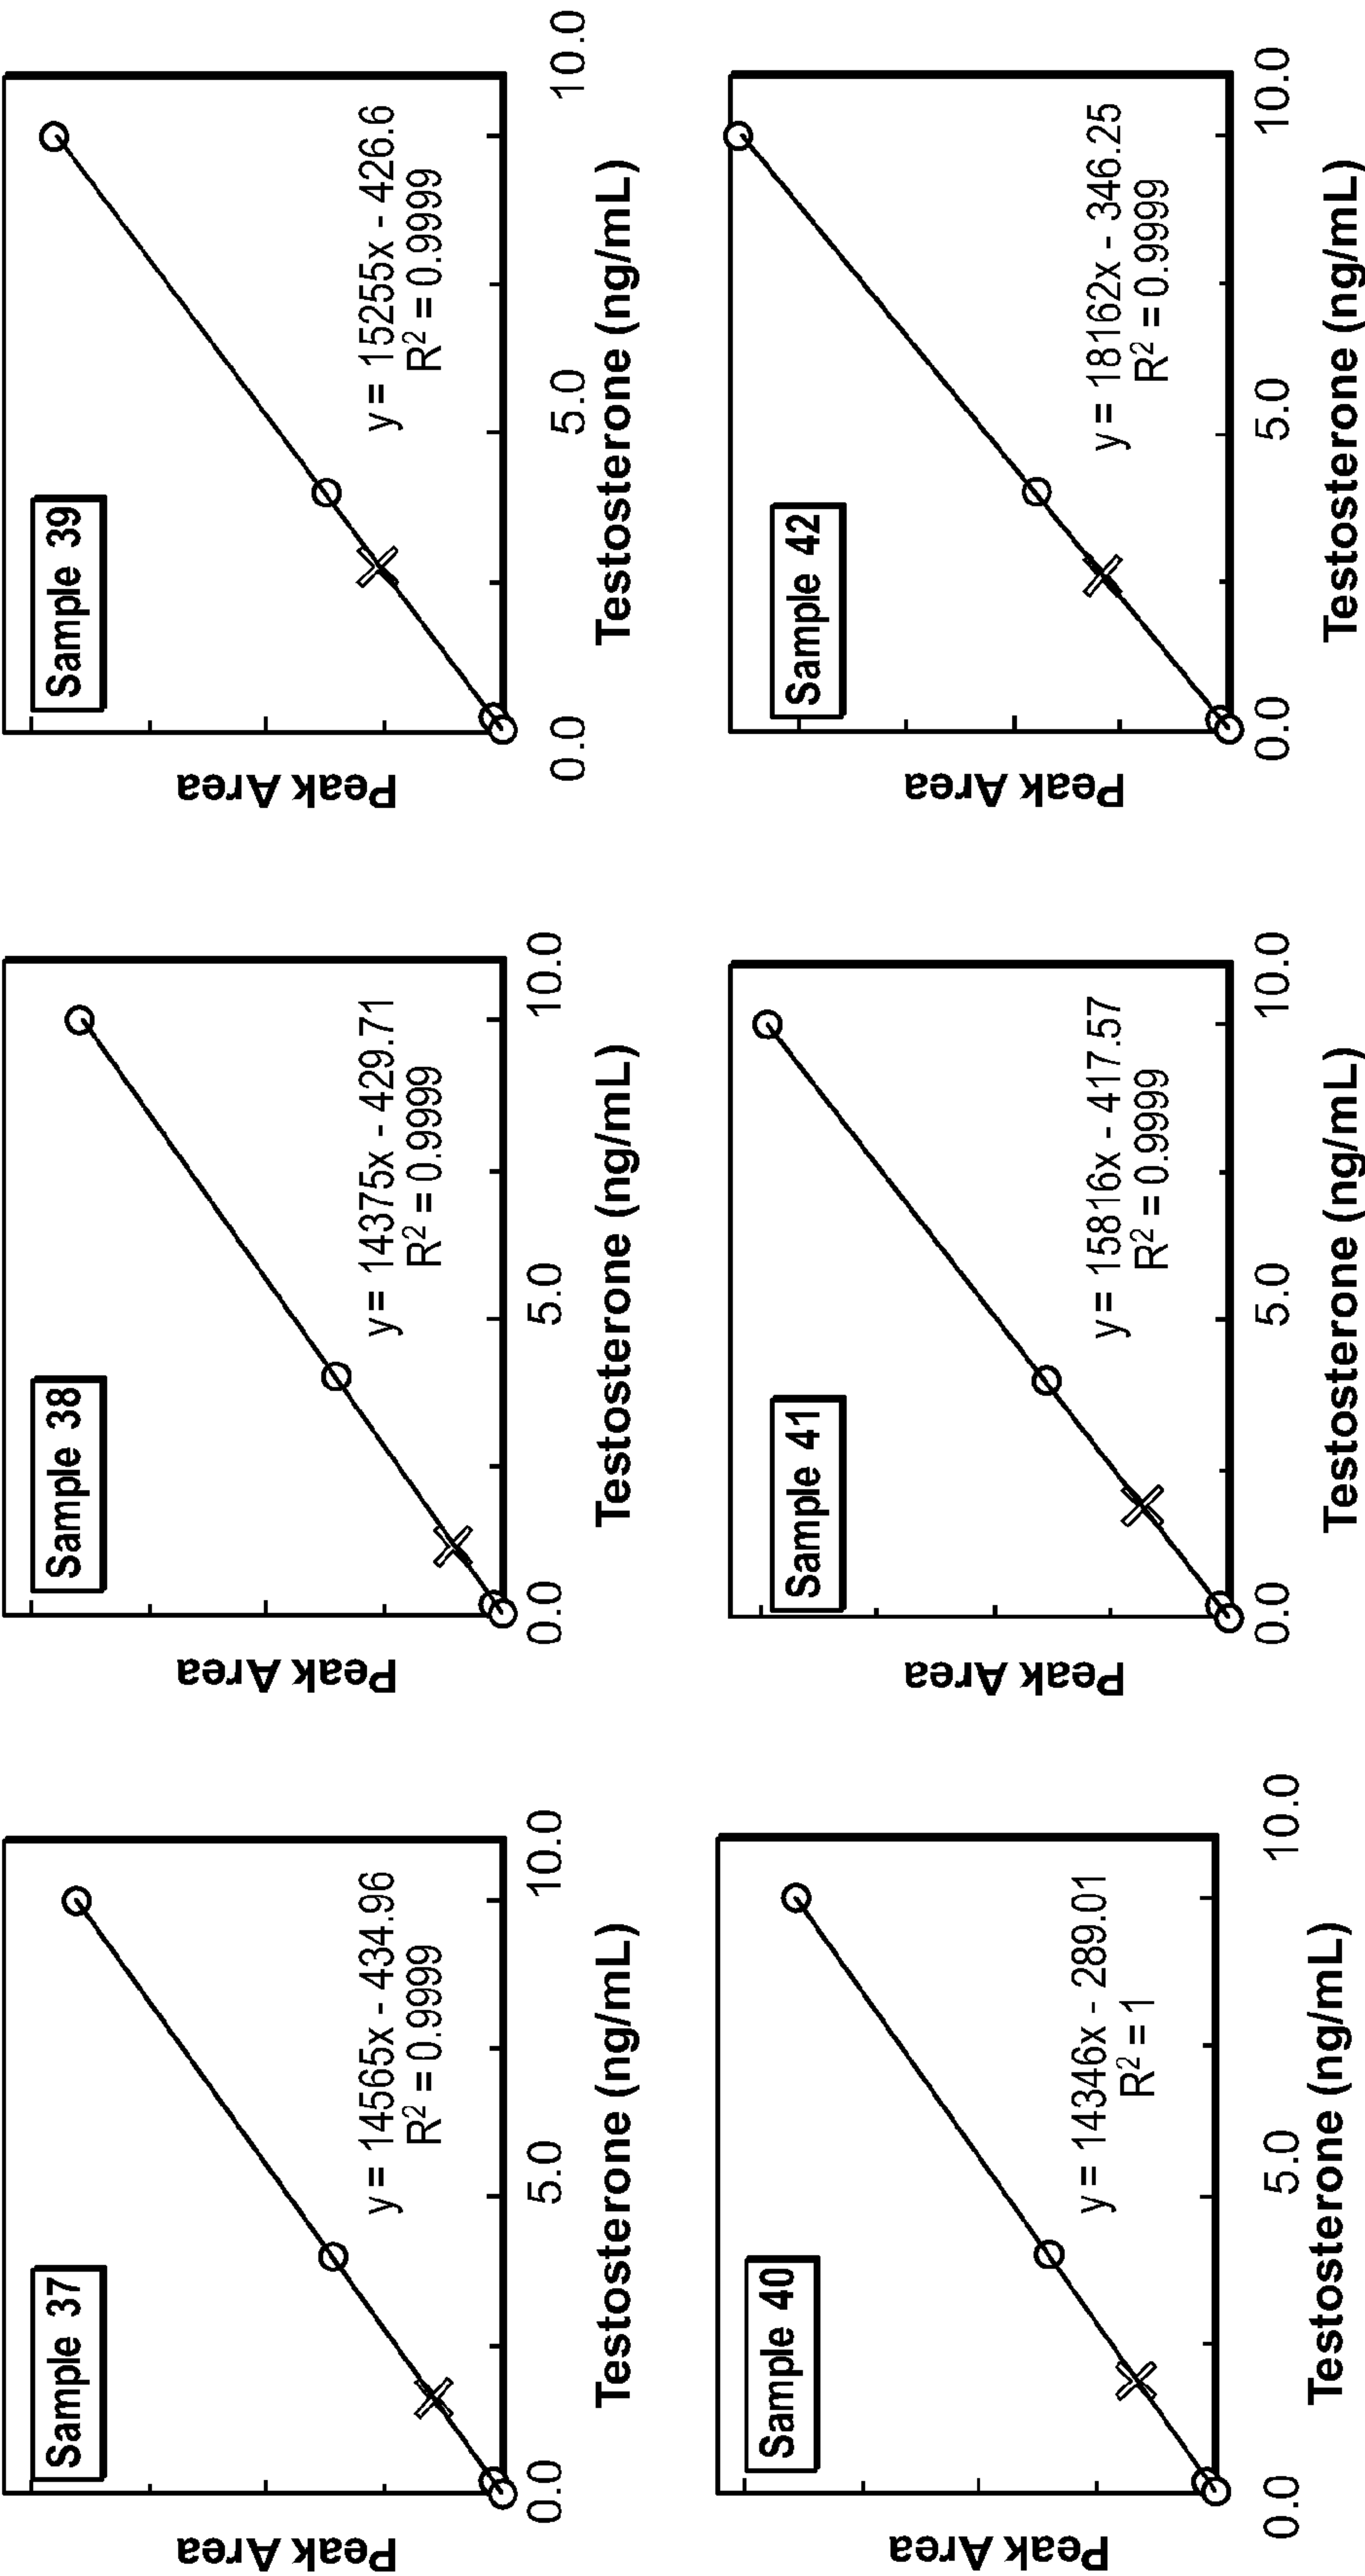 Sample 37
Peak Area
y = 14565x - 434.96
R² = 0.9999
0.0 5.0 10.0
Testosterone (ng/mL)
Sample 38
Peak Area
y = 14375x - 429.71
R² = 0.9999
0.0 5.0 10.0
Testosterone (ng/mL)
Sample 39
Peak Area
y = 15255x - 426.6
R² = 0.9999
0.0 5.0 10.0
Testosterone (ng/mL)
Sample 40
Peak Area
y = 14346x - 289.01
R² = 1
0.0 5.0 10.0
Testosterone (ng/mL)
Sample 41
Peak Area
y = 15816x - 417.57
R² = 0.9999
0.0 5.0 10.0
Testosterone (ng/mL)
Sample 42
Peak Area
y = 18162x - 346.25
R² = 0.9999
0.0 5.0 10.0
Testosterone (ng/mL)